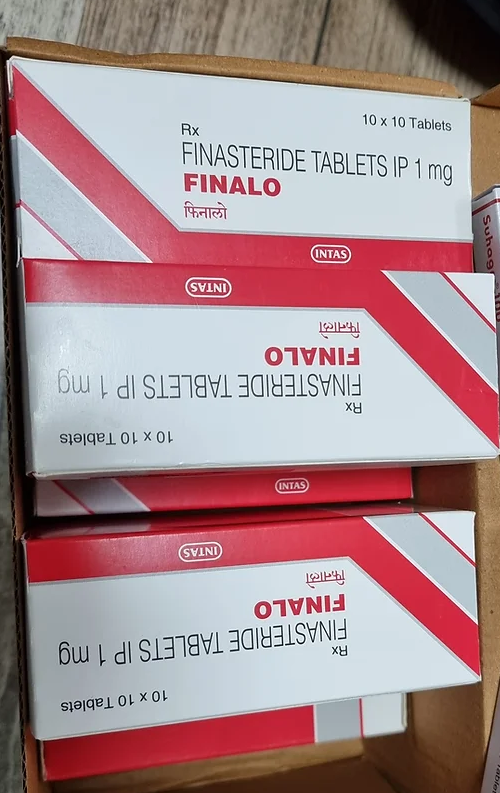 10 x 10 Tablets
Rx
FINASTERIDE TABLETS IP 1 mg
FINALO
फिनालो
INTAS
INTAS
फिनालो
FINALO
FINASTERIDE TABLETS IP 1 mg
Rx
10 x 10 Tablets
INTAS
INTAS
फिनालो
FINALO
FINASTERIDE TABLETS IP 1 mg
Rx
10 x 10 Tablets